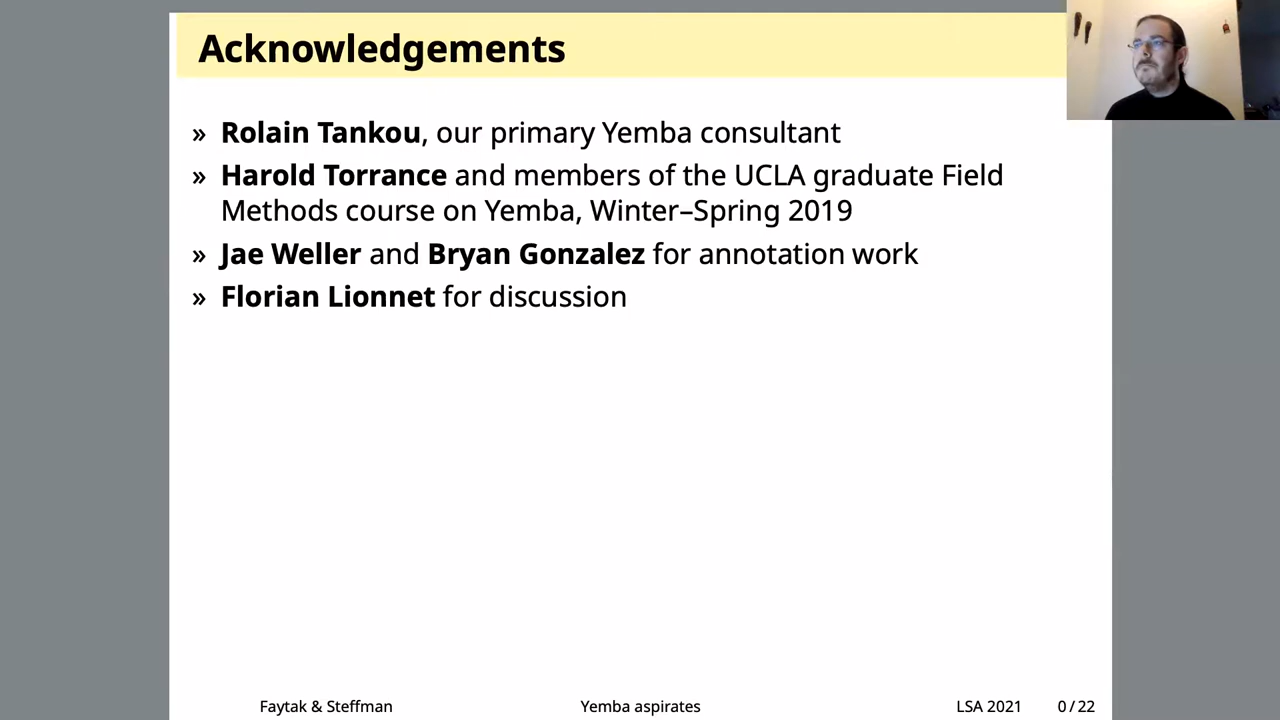 Acknowledgements
» Rolain Tankou, our primary Yemba consultant
» Harold Torrance and members of the UCLA graduate Field
Methods course on Yemba, Winter–Spring 2019
» Jae Weller and Bryan Gonzalez for annotation work
» Florian Lionnet for discussion
Faytak & Steffman Yemba aspirates LSA 2021 0 / 22